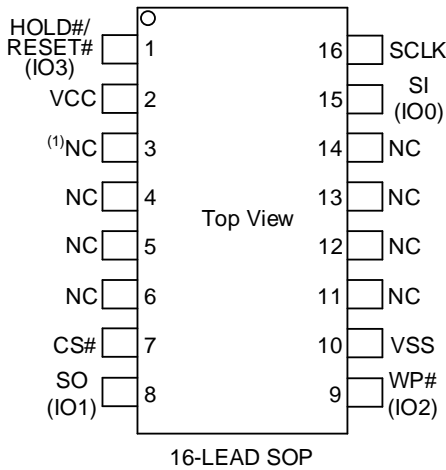 HOLD#/
RESET#
(IO3)
1
16
SCLK
VCC
2
15
SI
(IO0)
(1)NC
3
14
NC
NC
4
13
NC
Top View
NC
5
12
NC
NC
6
11
NC
CS#
7
10
VSS
SO
(IO1)
8
9
WP#
(IO2)
16-LEAD SOP